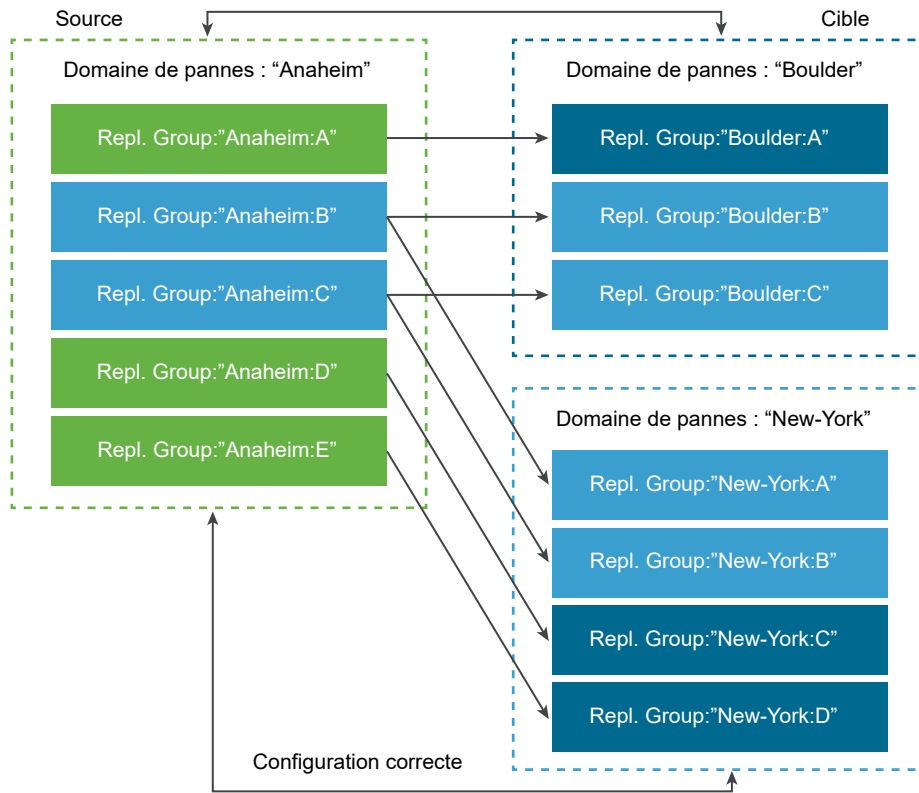 Source
Cible
Domaine de pannes : “Anaheim”
Repl. Group:”Anaheim:A”
Repl. Group:”Anaheim:B”
Repl. Group:”Anaheim:C”
Repl. Group:”Anaheim:D”
Repl. Group:”Anaheim:E”
Domaine de pannes : “Boulder”
Repl. Group:”Boulder:A”
Repl. Group:”Boulder:B”
Repl. Group:”Boulder:C”
Domaine de pannes : “New-York”
Repl. Group:”New-York:A”
Repl. Group:”New-York:B”
Repl. Group:”New-York:C”
Repl. Group:”New-York:D”
Configuration correcte